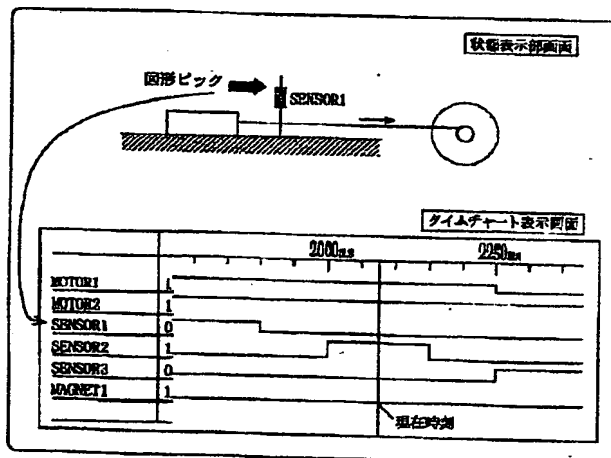 状態表示部画面
図形ピック
SENSOR1
タイムチャート表示画面
2000ms 2250ms
MOTOR1 1
MOTOR2 1
SENSOR1 0
SENSOR2 1
SENSOR3 0
MAGNET1 1
現在時刻